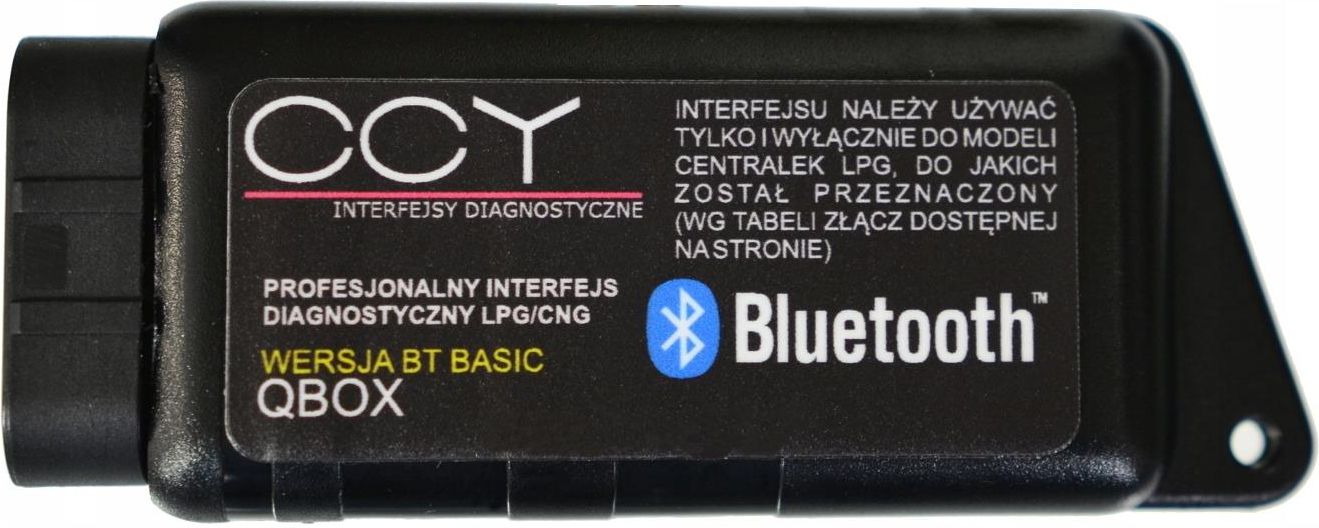 CCY
INTERFEJSY DIAGNOSTYCZNE
INTERFEJSU NALEŻY UŻYWAĆ
TYLKO I WYŁĄCZNIE DO MODELI
CENTRALEK LPG, DO JAKICH
ZOSTAŁ PRZEZNACZONY
(WG TABELI ZŁĄCZ DOSTĘPNEJ
NA STRONIE)
PROFESJONALNY INTERFEJS
DIAGNOSTYCZNY LPG/CNG
WERSJA BT BASIC
QBOX
Bluetooth™